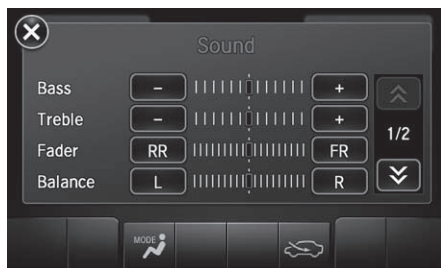 Sound
Bass - +
Treble - +
1/2
Fader RR FR
Balance L R
MODE